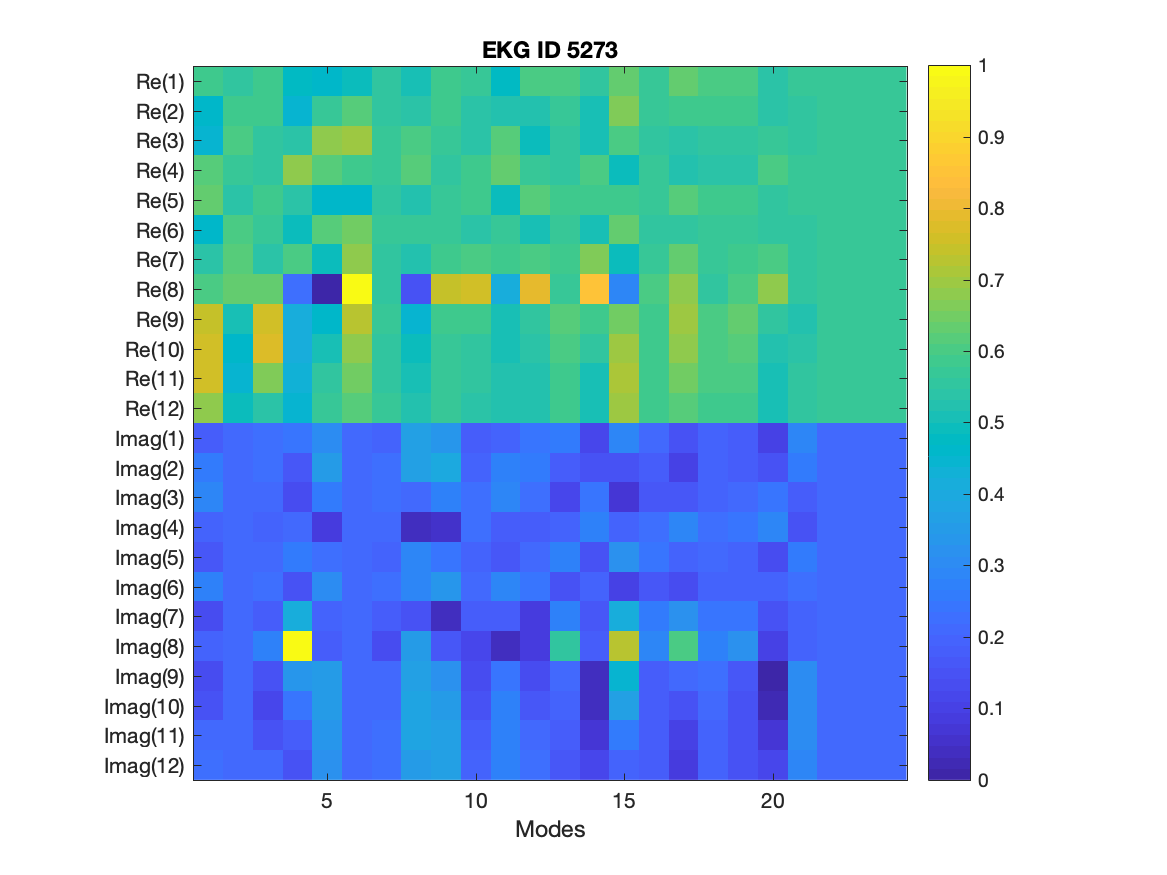 EKG ID 5273
Re(1)
Re(2)
Re(3)
Re(4)
Re(5)
Re(6)
Re(7)
Re(8)
Re(9)
Re(10)
Re(11)
Re(12)
Imag(1)
Imag(2)
Imag(3)
Imag(4)
Imag(5)
Imag(6)
Imag(7)
Imag(8)
Imag(9)
Imag(10)
Imag(11)
Imag(12)
5 10 15 20
Modes
1
0.9
0.8
0.7
0.6
0.5
0.4
0.3
0.2
0.1
0